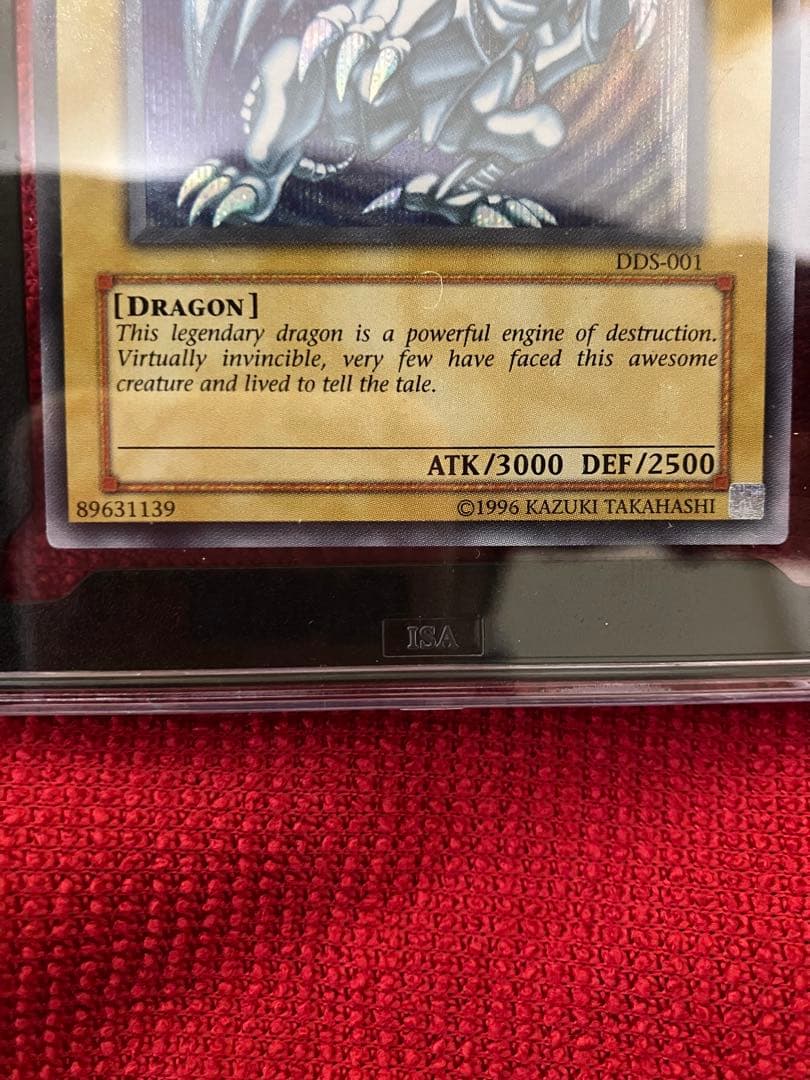 DDS-001
[DRAGON]
This legendary dragon is a powerful engine of destruction.
Virtually invincible, very few have faced this awesome
creature and lived to tell the tale.
ATK/3000 DEF/2500
89631139 ©1996 KAZUKI TAKAHASHI
ISA